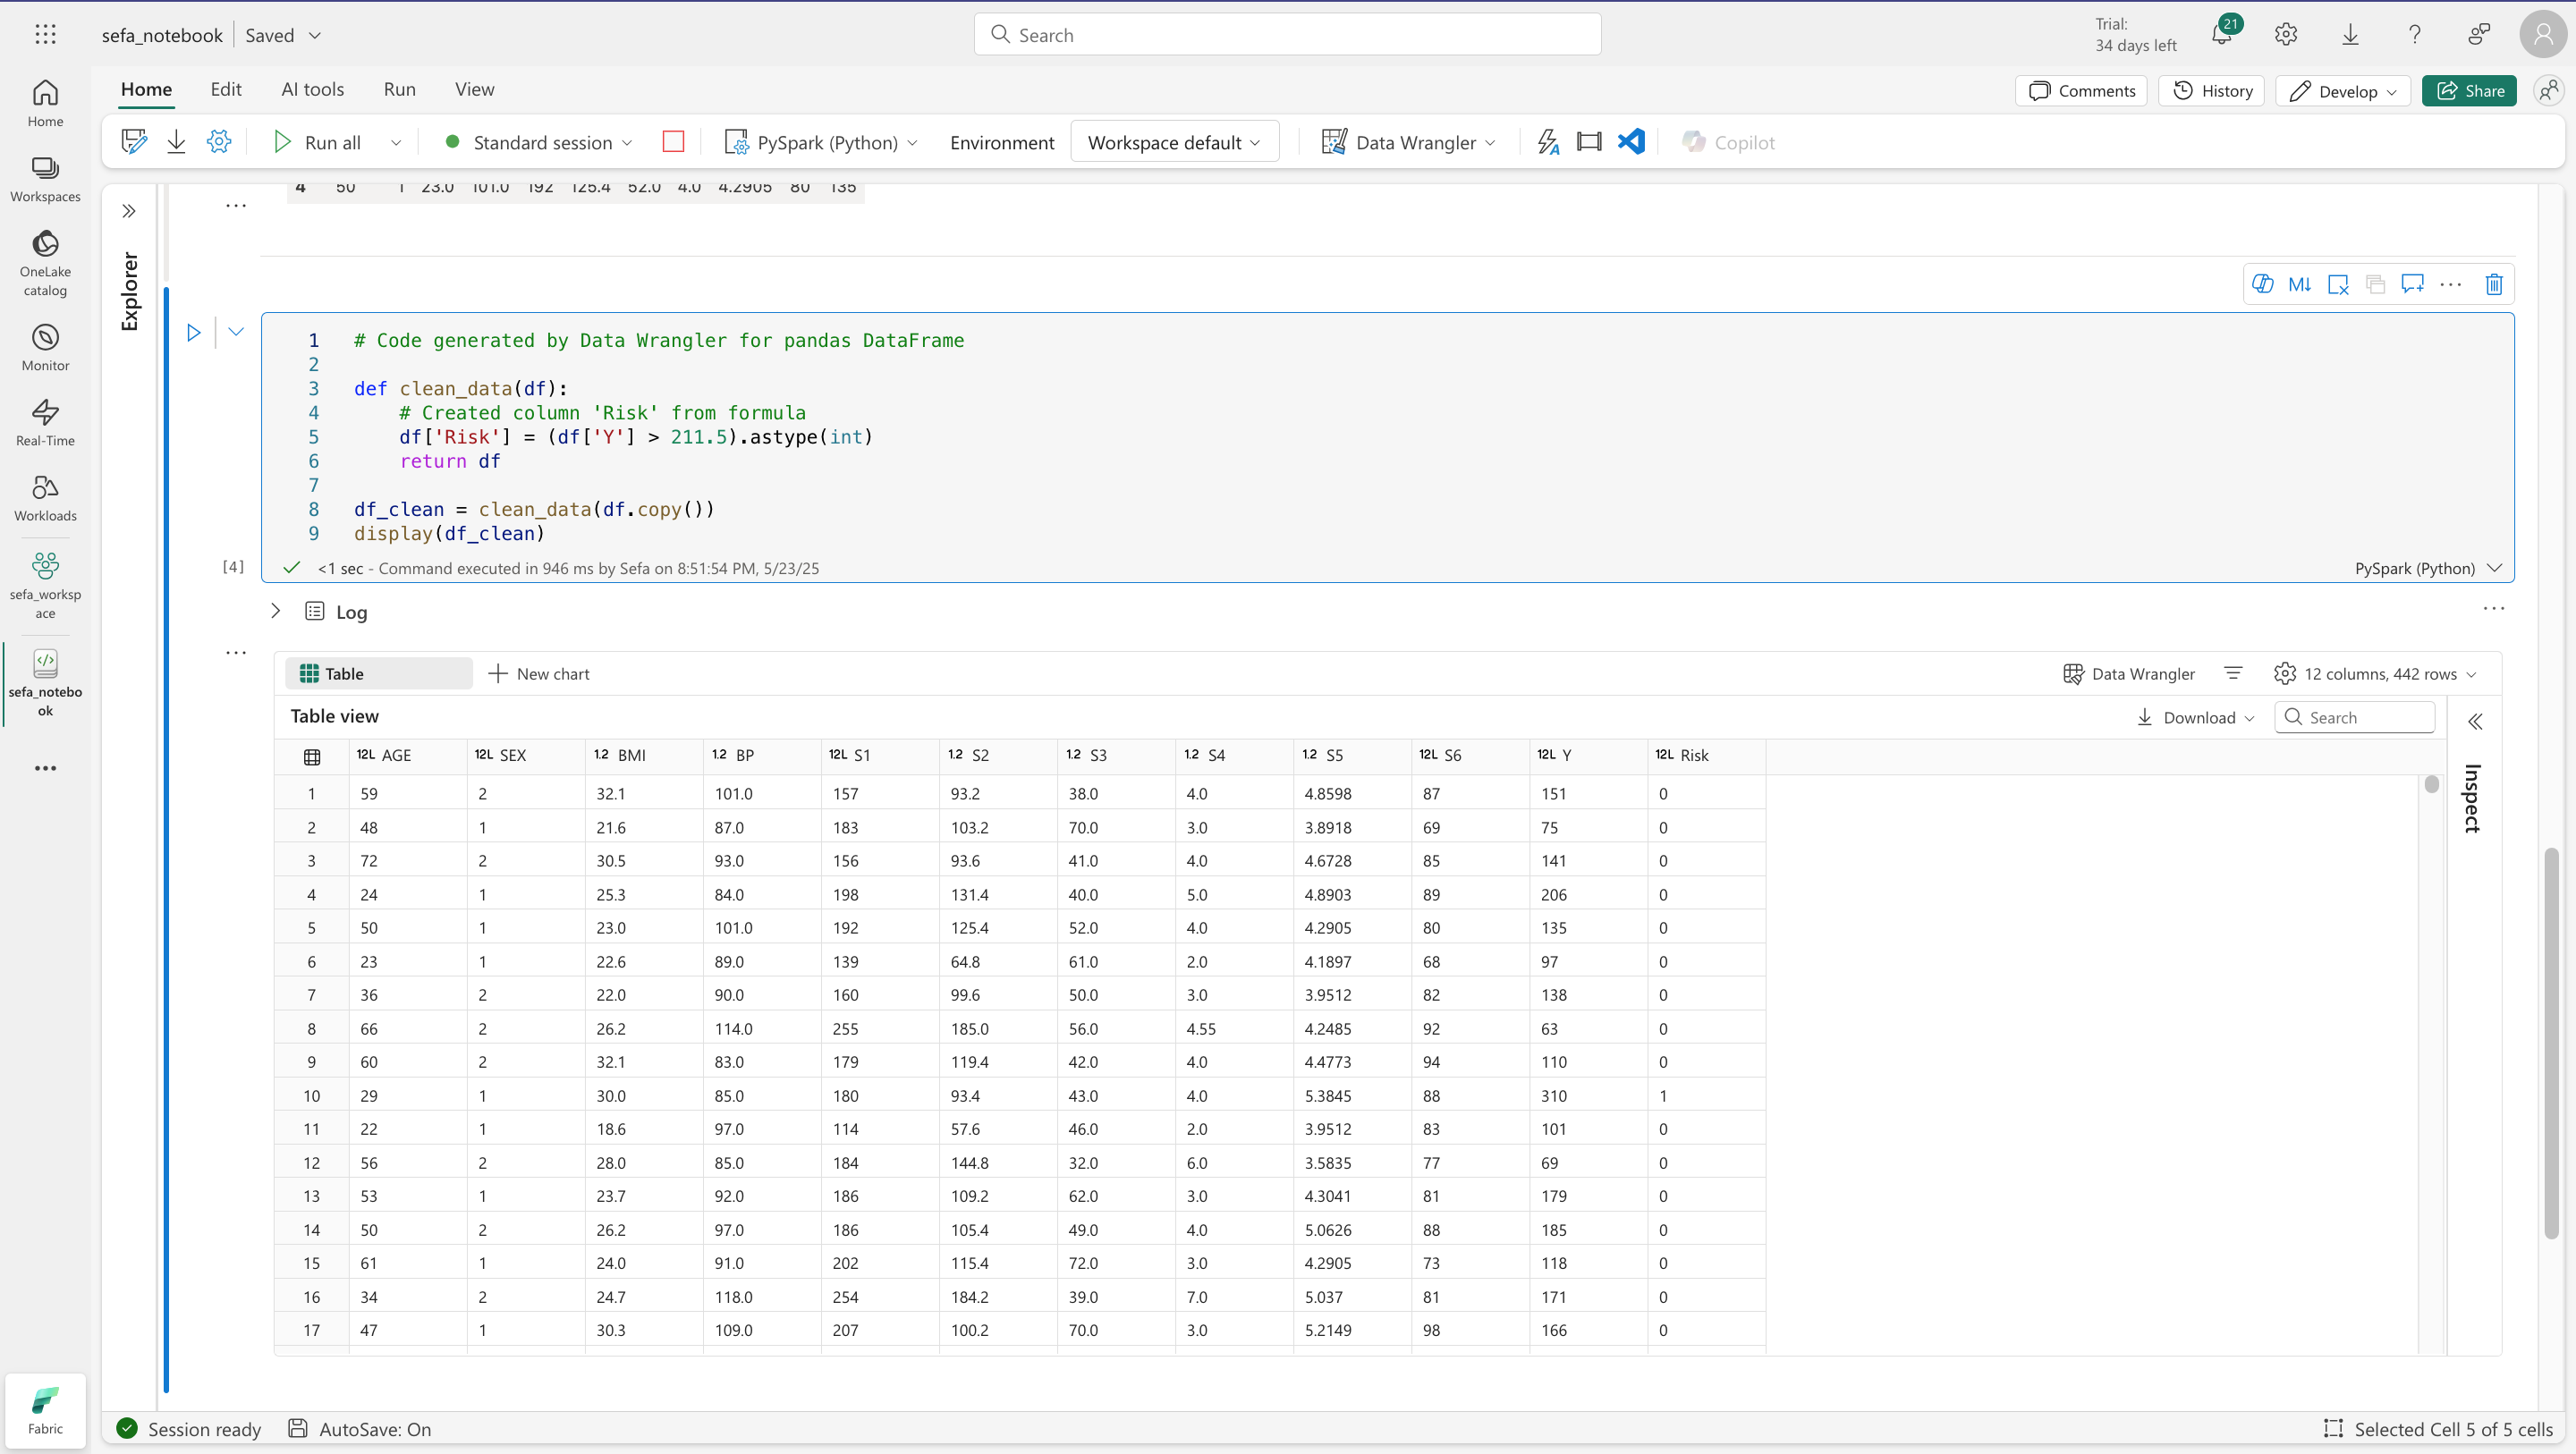 sefa_notebook Saved
Search
Trial:
34 days left
21
Home Edit AI tools Run View
Comments History Develop Share
Run all Standard session PySpark (Python) Environment Workspace default Data Wrangler Copilot
Home
Workspaces
OneLake
catalog
Monitor
Real-Time
Workloads
sefa_worksp
ace
sefa_notebo
ok
Fabric
Explorer
4 50 1 23.0 101.0 192 125.4 52.0 4.0 4.2905 80 135
M↓
1 # Code generated by Data Wrangler for pandas DataFrame
2
3 def clean_data(df):
4 # Created column 'Risk' from formula
5 df['Risk'] = (df['Y'] > 211.5).astype(int)
6 return df
7
8 df_clean = clean_data(df.copy())
9 display(df_clean)
[4] <1 sec - Command executed in 946 ms by Sefa on 8:51:54 PM, 5/23/25 PySpark (Python)
Log
Table New chart Data Wrangler 12 columns, 442 rows
Table view Download Search
Inspect
12L AGE 12L SEX 1.2 BMI 1.2 BP 12L S1 1.2 S2 1.2 S3 1.2 S4 1.2 S5 12L S6 12L Y 12L Risk
1 59 2 32.1 101.0 157 93.2 38.0 4.0 4.8598 87 151 0
2 48 1 21.6 87.0 183 103.2 70.0 3.0 3.8918 69 75 0
3 72 2 30.5 93.0 156 93.6 41.0 4.0 4.6728 85 141 0
4 24 1 25.3 84.0 198 131.4 40.0 5.0 4.8903 89 206 0
5 50 1 23.0 101.0 192 125.4 52.0 4.0 4.2905 80 135 0
6 23 1 22.6 89.0 139 64.8 61.0 2.0 4.1897 68 97 0
7 36 2 22.0 90.0 160 99.6 50.0 3.0 3.9512 82 138 0
8 66 2 26.2 114.0 255 185.0 56.0 4.55 4.2485 92 63 0
9 60 2 32.1 83.0 179 119.4 42.0 4.0 4.4773 94 110 0
10 29 1 30.0 85.0 180 93.4 43.0 4.0 5.3845 88 310 1
11 22 1 18.6 97.0 114 57.6 46.0 2.0 3.9512 83 101 0
12 56 2 28.0 85.0 184 144.8 32.0 6.0 3.5835 77 69 0
13 53 1 23.7 92.0 186 109.2 62.0 3.0 4.3041 81 179 0
14 50 2 26.2 97.0 186 105.4 49.0 4.0 5.0626 88 185 0
15 61 1 24.0 91.0 202 115.4 72.0 3.0 4.2905 73 118 0
16 34 2 24.7 118.0 254 184.2 39.0 7.0 5.037 81 171 0
17 47 1 30.3 109.0 207 100.2 70.0 3.0 5.2149 98 166 0
Session ready AutoSave: On Selected Cell 5 of 5 cells